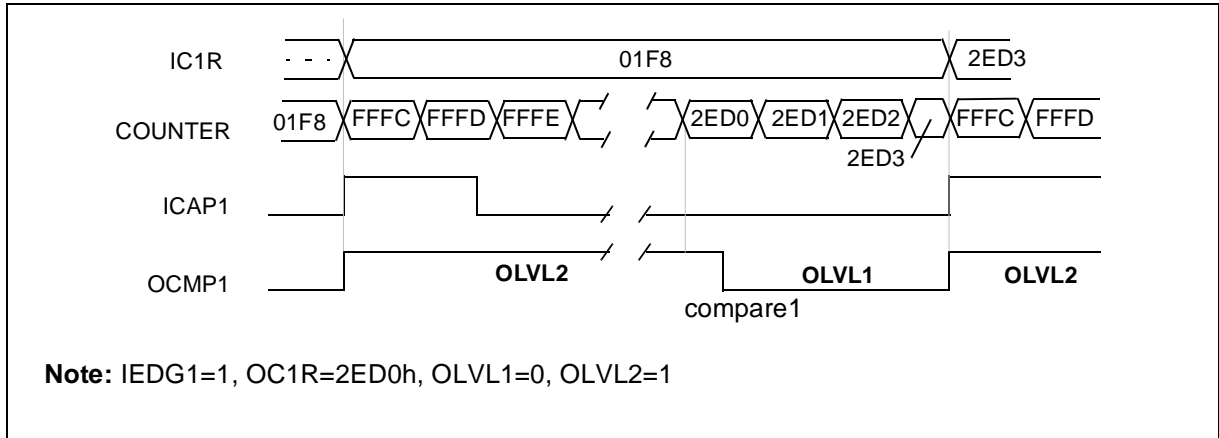 IC1R - - - 01F8 2ED3
COUNTER 01F8 FFFC FFFD FFFE 2ED0 2ED1 2ED2 FFFC FFFD
2ED3
ICAP1
OCMP1 OLVL2 OLVL1 OLVL2
compare1
Note: IEDG1=1, OC1R=2ED0h, OLVL1=0, OLVL2=1